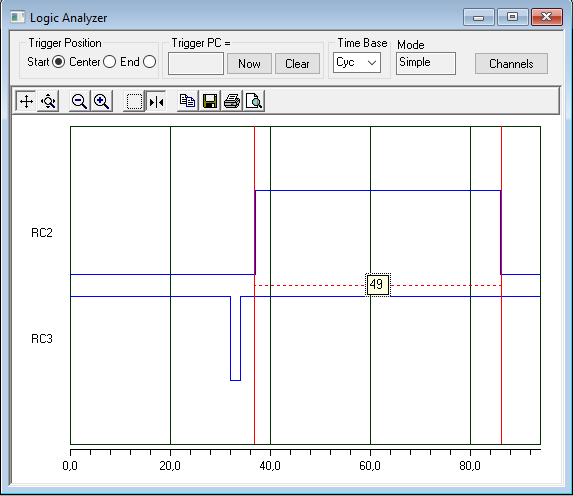 Logic Analyzer
Trigger Position
Start Center End
Trigger PC =
Now Clear
Time Base
Cyc
Mode
Simple
Channels
RC2
49
RC3
0,0 20,0 40,0 60,0 80,0